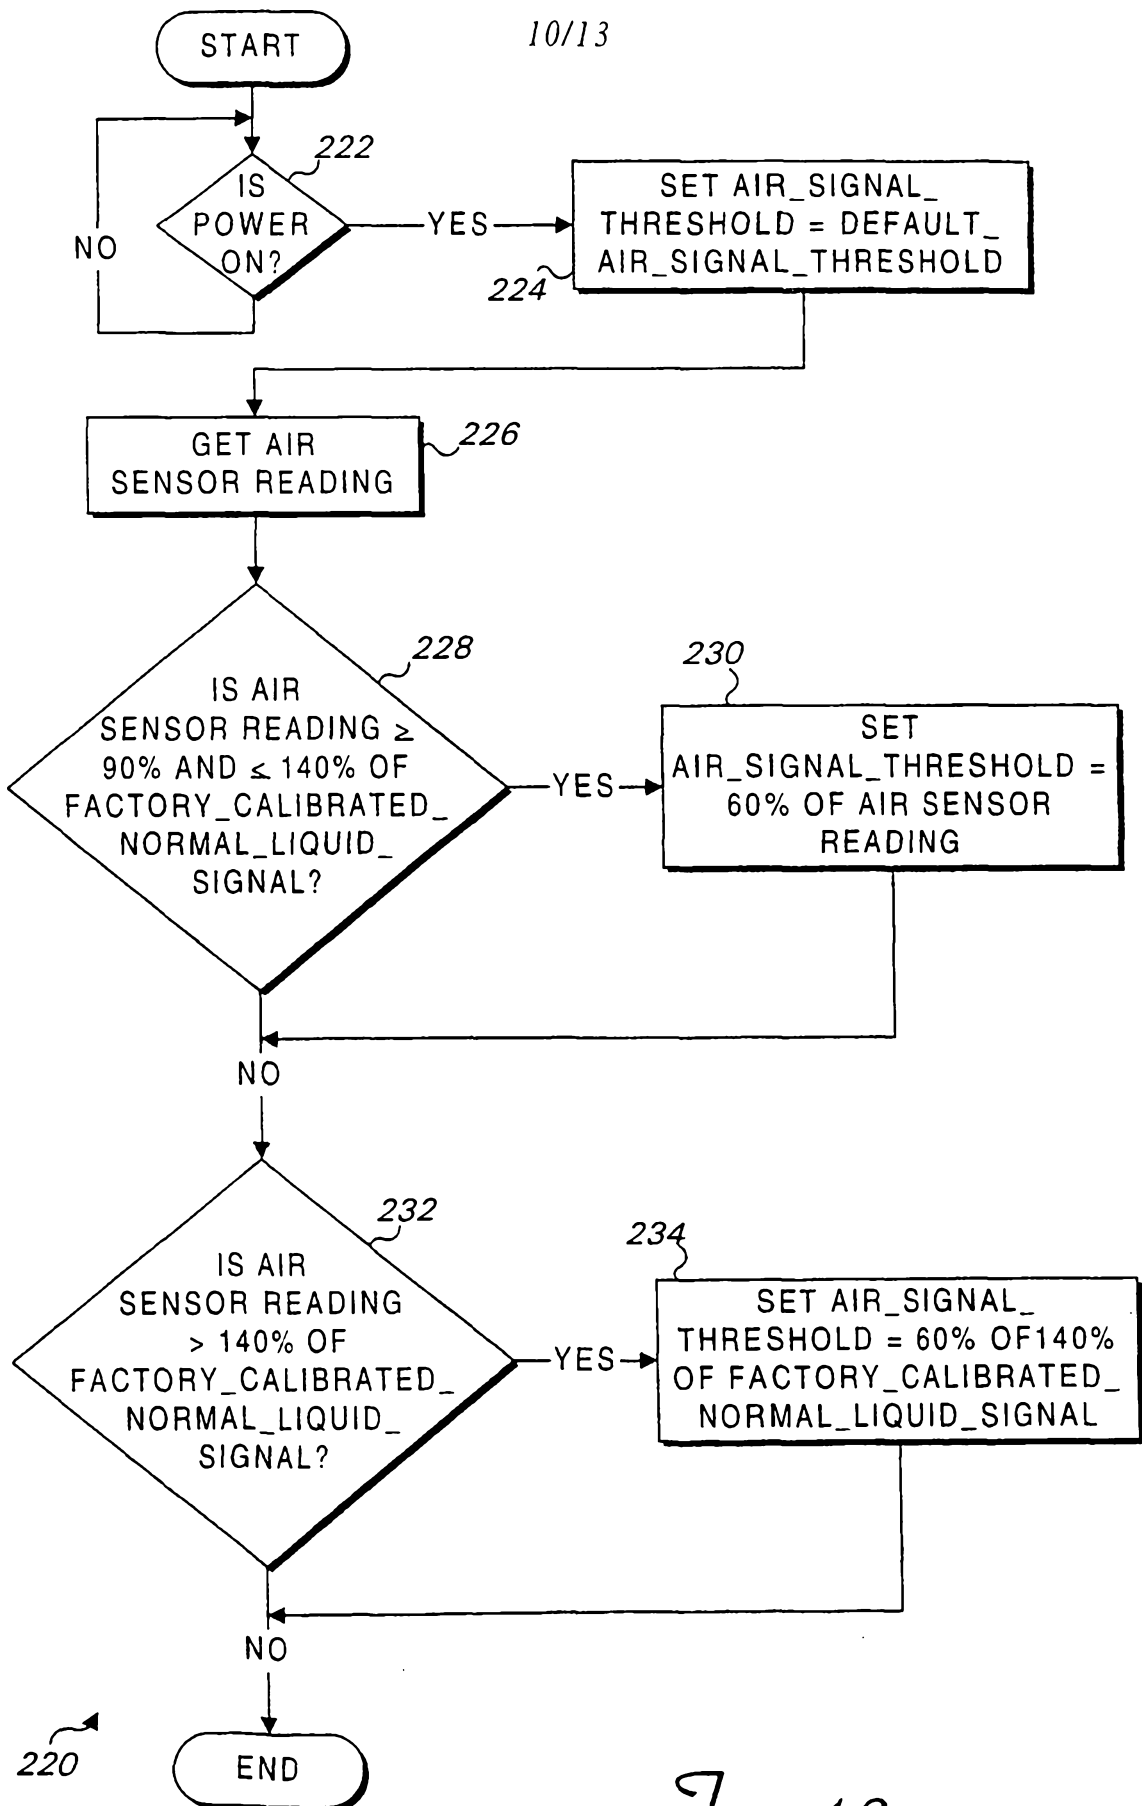 10/13
START
222
IS
POWER
ON?
YES
NO
SET AIR_SIGNAL_
THRESHOLD = DEFAULT_
AIR_SIGNAL_THRESHOLD
224
GET AIR
SENSOR READING
226
228
IS AIR
SENSOR READING ≥
90% AND ≤ 140% OF
FACTORY_CALIBRATED_
NORMAL_LIQUID_
SIGNAL?
YES
230
SET
AIR_SIGNAL_THRESHOLD =
60% OF AIR SENSOR
READING
NO
232
IS AIR
SENSOR READING
> 140% OF
FACTORY_CALIBRATED_
NORMAL_LIQUID_
SIGNAL?
YES
234
SET AIR_SIGNAL_
THRESHOLD = 60% OF140%
OF FACTORY_CALIBRATED_
NORMAL_LIQUID_SIGNAL
NO
220
END